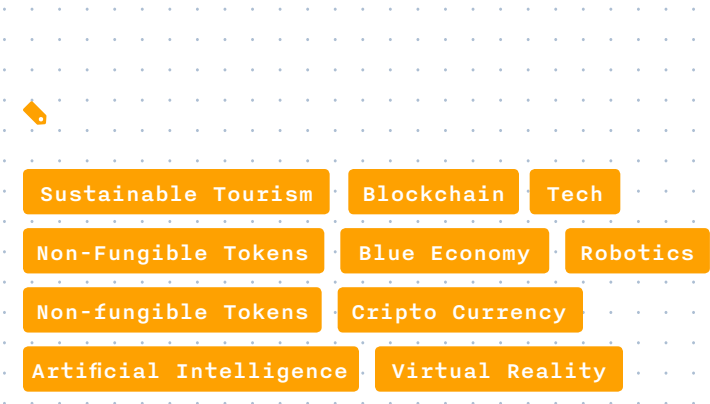 Sustainable Tourism Blockchain Tech
Non-Fungible Tokens Blue Economy Robotics
Non-fungible Tokens Cripto Currency
Artificial Intelligence Virtual Reality